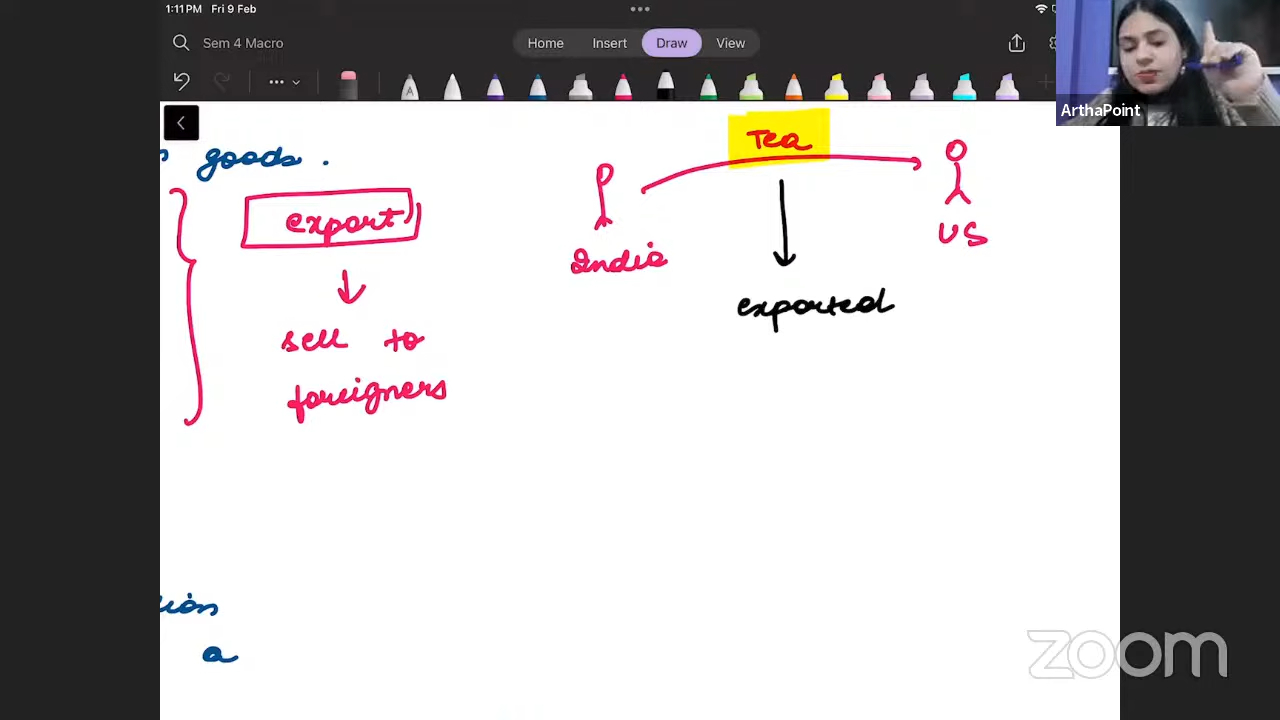 1:11 PM Fri 9 Feb
Sem 4 Macro
Home Insert Draw View
ArthaPoint
goods.
export
sell to
foreigners
Tea
India
US
exported
a
zoom